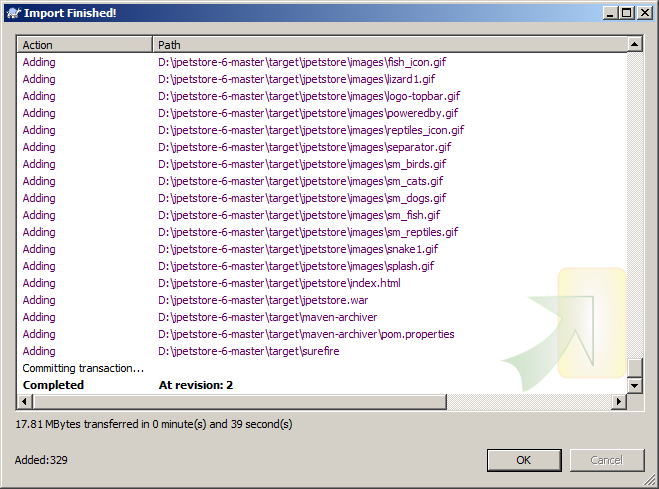 Import Finished!
Action Path
Adding D:\jpetstore-6-master\target\jpetstore\images\fish_icon.gif
Adding D:\jpetstore-6-master\target\jpetstore\images\lizard1.gif
Adding D:\jpetstore-6-master\target\jpetstore\images\logo-topbar.gif
Adding D:\jpetstore-6-master\target\jpetstore\images\poweredby.gif
Adding D:\jpetstore-6-master\target\jpetstore\images\reptiles_icon.gif
Adding D:\jpetstore-6-master\target\jpetstore\images\separator.gif
Adding D:\jpetstore-6-master\target\jpetstore\images\sm_birds.gif
Adding D:\jpetstore-6-master\target\jpetstore\images\sm_cats.gif
Adding D:\jpetstore-6-master\target\jpetstore\images\sm_dogs.gif
Adding D:\jpetstore-6-master\target\jpetstore\images\sm_fish.gif
Adding D:\jpetstore-6-master\target\jpetstore\images\sm_reptiles.gif
Adding D:\jpetstore-6-master\target\jpetstore\images\snake1.gif
Adding D:\jpetstore-6-master\target\jpetstore\images\splash.gif
Adding D:\jpetstore-6-master\target\jpetstore\index.html
Adding D:\jpetstore-6-master\target\jpetstore.war
Adding D:\jpetstore-6-master\target\maven-archiver
Adding D:\jpetstore-6-master\target\maven-archiver\pom.properties
Adding D:\jpetstore-6-master\target\surefire
Committing transaction...
Completed At revision: 2
17.81 MBytes transferred in 0 minute(s) and 39 second(s)
Added:329 OK Cancel